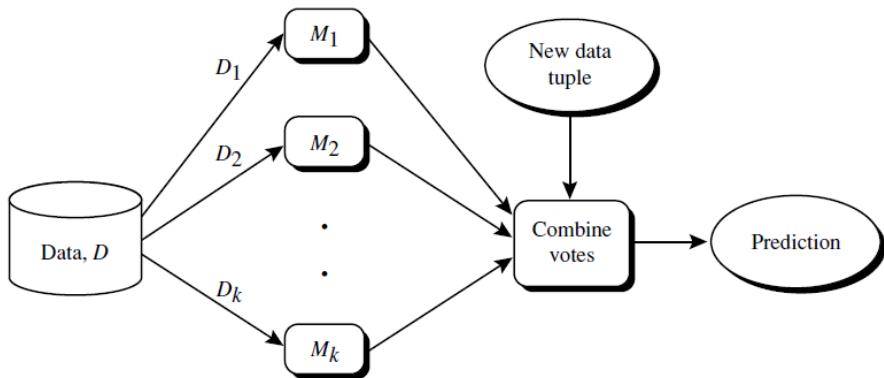 M1
New data
tuple
D1
M2
D2
Data, D
Combine
votes
Prediction
Dk
Mk